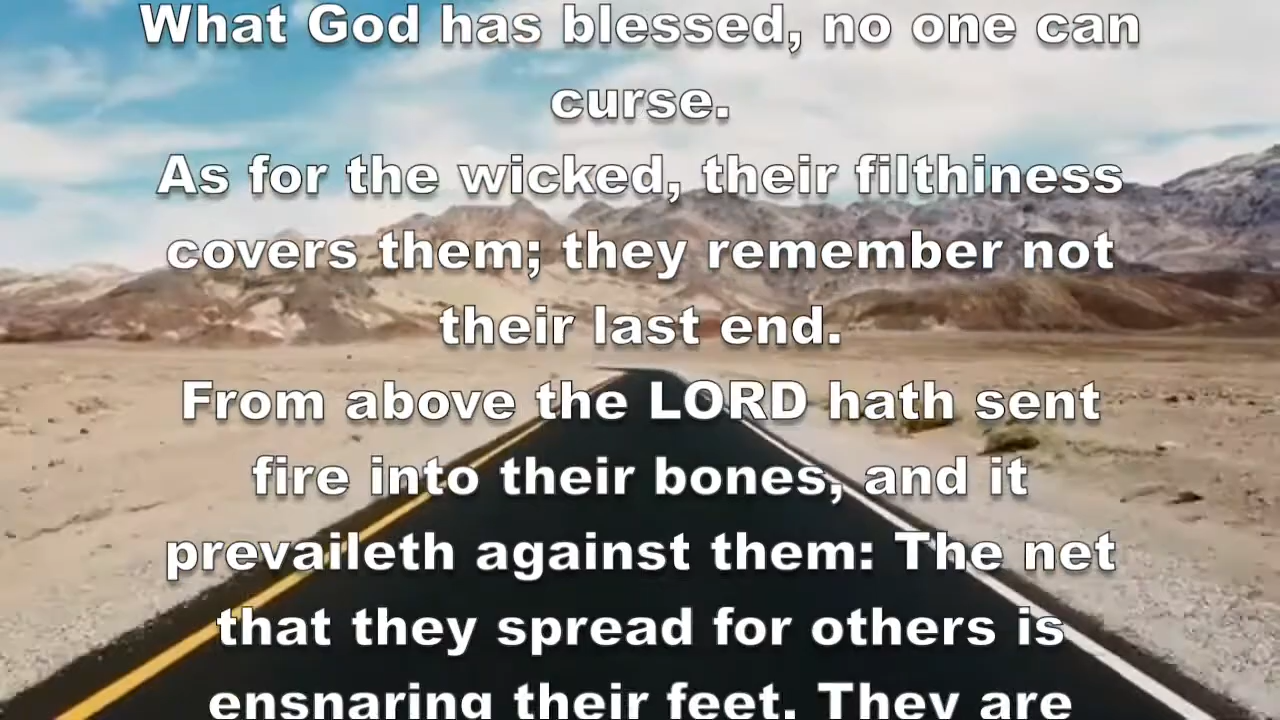 What God has blessed, no one can
curse.
As for the wicked, their filthiness
covers them; they remember not
their last end.
From above the LORD hath sent
fire into their bones, and it
prevaileth against them: The net
that they spread for others is
ensnaring their feet. They are